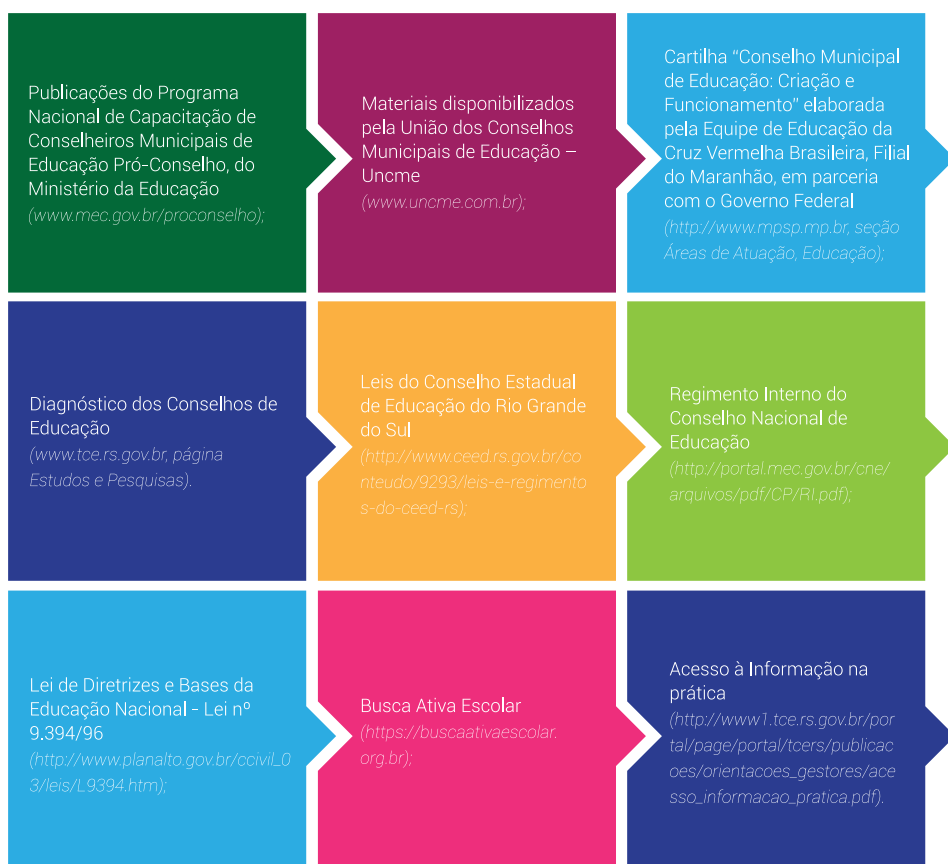 Publicações do Programa
Nacional de Capacitação de
Conselheiros Municipais de
Educação Pró-Conselho, do
Ministério da Educação
(www.mec.gov.br/proconselho);
Materiais disponibilizados
pela União dos Conselhos
Municipais de Educação –
Uncme
(www.uncme.com.br);
Cartilha “Conselho Municipal
de Educação: Criação e
Funcionamento” elaborada
pela Equipe de Educação da
Cruz Vermelha Brasileira, Filial
do Maranhão, em parceria
com o Governo Federal
(http://www.mpsp.mp.br, seção
Áreas de Atuação, Educação);
Diagnóstico dos Conselhos de
Educação
(www.tce.rs.gov.br, página
Estudos e Pesquisas).
Leis do Conselho Estadual
de Educação do Rio Grande
do Sul
(http://www.ceed.rs.gov.br/co
nteudo/9293/leis-e-regimento
s-do-ceed-rs);
Regimento Interno do
Conselho Nacional de
Educação
(http://portal.mec.gov.br/cne/
arquivos/pdf/CP/RI.pdf);
Lei de Diretrizes e Bases da
Educação Nacional - Lei nº
9.394/96
(http://www.planalto.gov.br/ccivil_0
3/leis/L9394.htm);
Busca Ativa Escolar
(https://buscaativaescolar.
org.br);
Acesso à Informação na
prática
(http://www1.tce.rs.gov.br/por
tal/page/portal/tcers/publicac
oes/orientacoes_gestores/ace
sso_informacao_pratica.pdf).